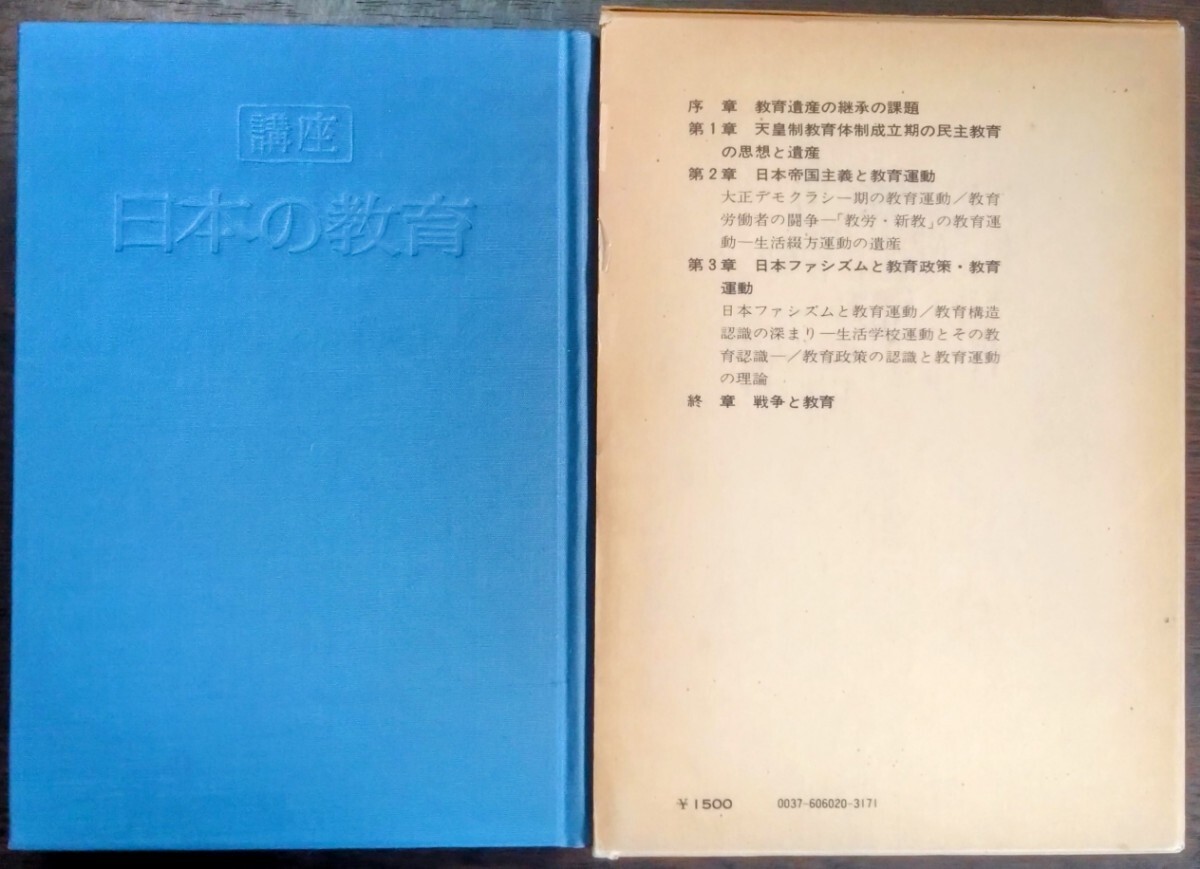 講座
日本の教育
序　章　教育遺産の継承の課題
第1章　天皇制教育体制成立期の民主教育
の思想と遺産
第2章　日本帝国主義と教育運動
大正デモクラシー期の教育運動／教育
労働者の闘争―「教労・新教」の教育運
動―生活綴方運動の遺産
第3章　日本ファシズムと教育政策・教育
運動
日本ファシズムと教育運動／教育構造
認識の深まり―生活学校運動とその教
育認識―／教育政策の認識と教育運動
の理論
終　章　戦争と教育
¥1500　0037-606020-3171